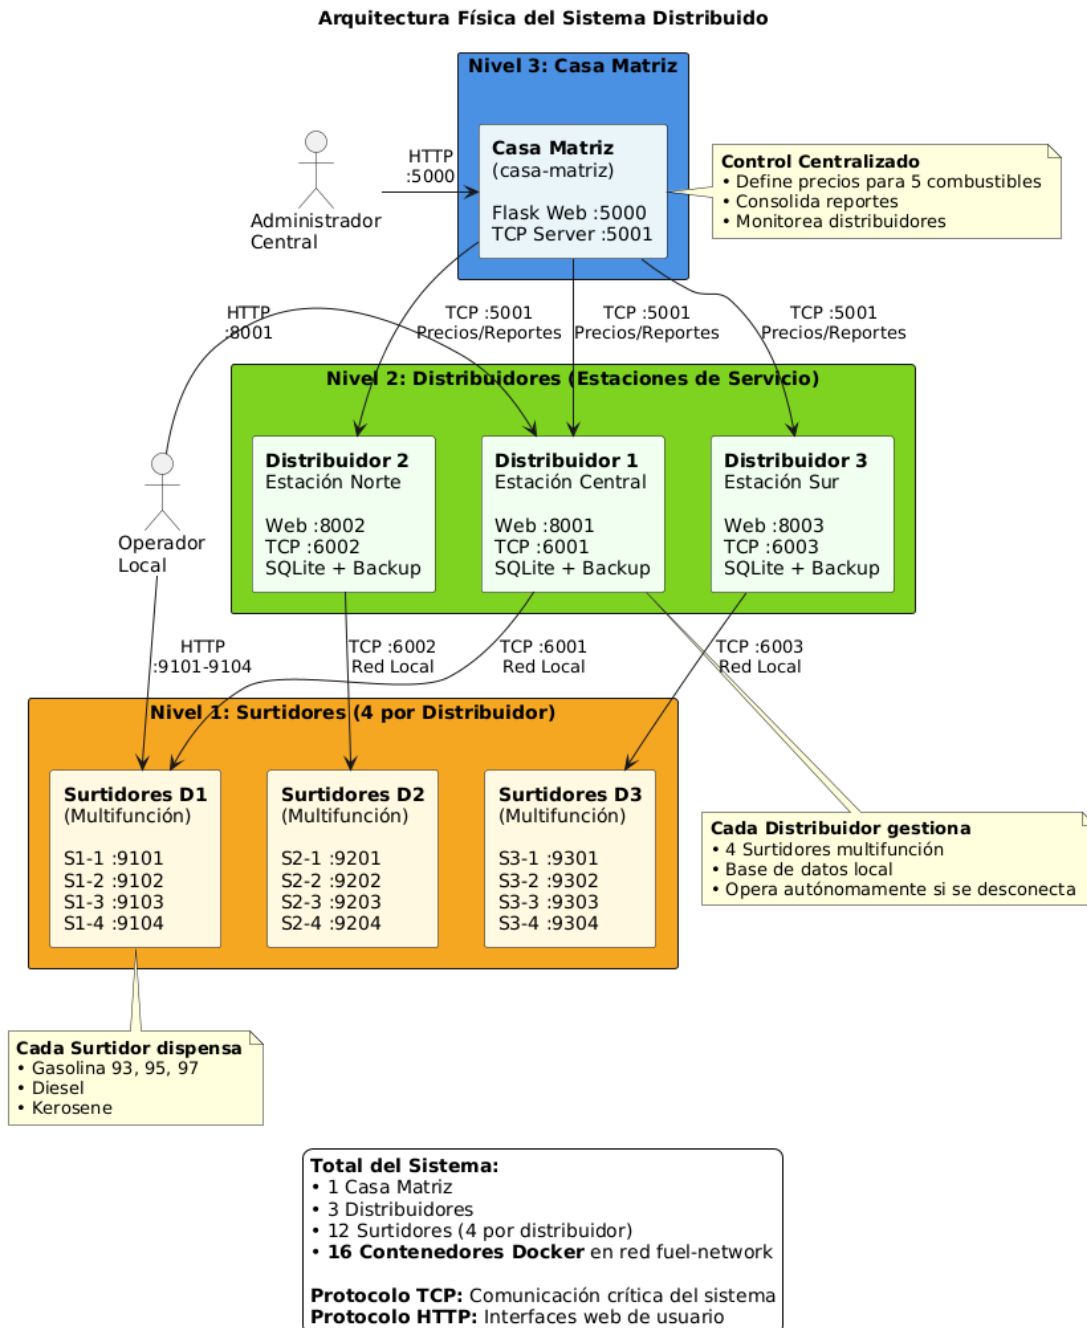 Arquitectura Física del Sistema Distribuido
Nivel 3: Casa Matriz
Casa Matriz
(casa-matriz)
Flask Web :5000
TCP Server :5001
HTTP
:5000
Administrador
Central
Control Centralizado
• Define precios para 5 combustibles
• Consolida reportes
• Monitorea distribuidores
HTTP
:8001
TCP :5001
Precios/Reportes
TCP :5001
Precios/Reportes
TCP :5001
Precios/Reportes
Nivel 2: Distribuidores (Estaciones de Servicio)
Distribuidor 2
Estación Norte
Web :8002
TCP :6002
SQLite + Backup
Distribuidor 1
Estación Central
Web :8001
TCP :6001
SQLite + Backup
Distribuidor 3
Estación Sur
Web :8003
TCP :6003
SQLite + Backup
Operador
Local
HTTP
:9101-9104
TCP :6002
Red Local
TCP :6001
Red Local
TCP :6003
Red Local
Nivel 1: Surtidores (4 por Distribuidor)
Surtidores D1
(Multifunción)
S1-1 :9101
S1-2 :9102
S1-3 :9103
S1-4 :9104
Surtidores D2
(Multifunción)
S2-1 :9201
S2-2 :9202
S2-3 :9203
S2-4 :9204
Surtidores D3
(Multifunción)
S3-1 :9301
S3-2 :9302
S3-3 :9303
S3-4 :9304
Cada Distribuidor gestiona
• 4 Surtidores multifunción
• Base de datos local
• Opera autónomamente si se desconecta
Cada Surtidor dispensa
• Gasolina 93, 95, 97
• Diesel
• Kerosene
Total del Sistema:
• 1 Casa Matriz
• 3 Distribuidores
• 12 Surtidores (4 por distribuidor)
• 16 Contenedores Docker en red fuel-network
Protocolo TCP: Comunicación crítica del sistema
Protocolo HTTP: Interfaces web de usuario